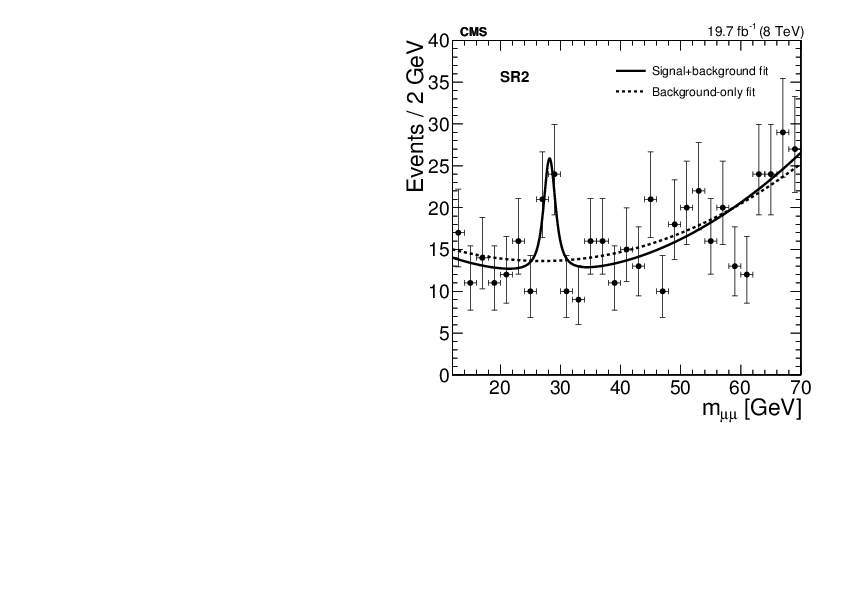 CMS
19.7 fb⁻¹ (8 TeV)
Events / 2 GeV
40
35
30
25
20
15
10
5
0
SR2
Signal+background fit
Background-only fit
20 30 40 50 60 70
m_μμ [GeV]